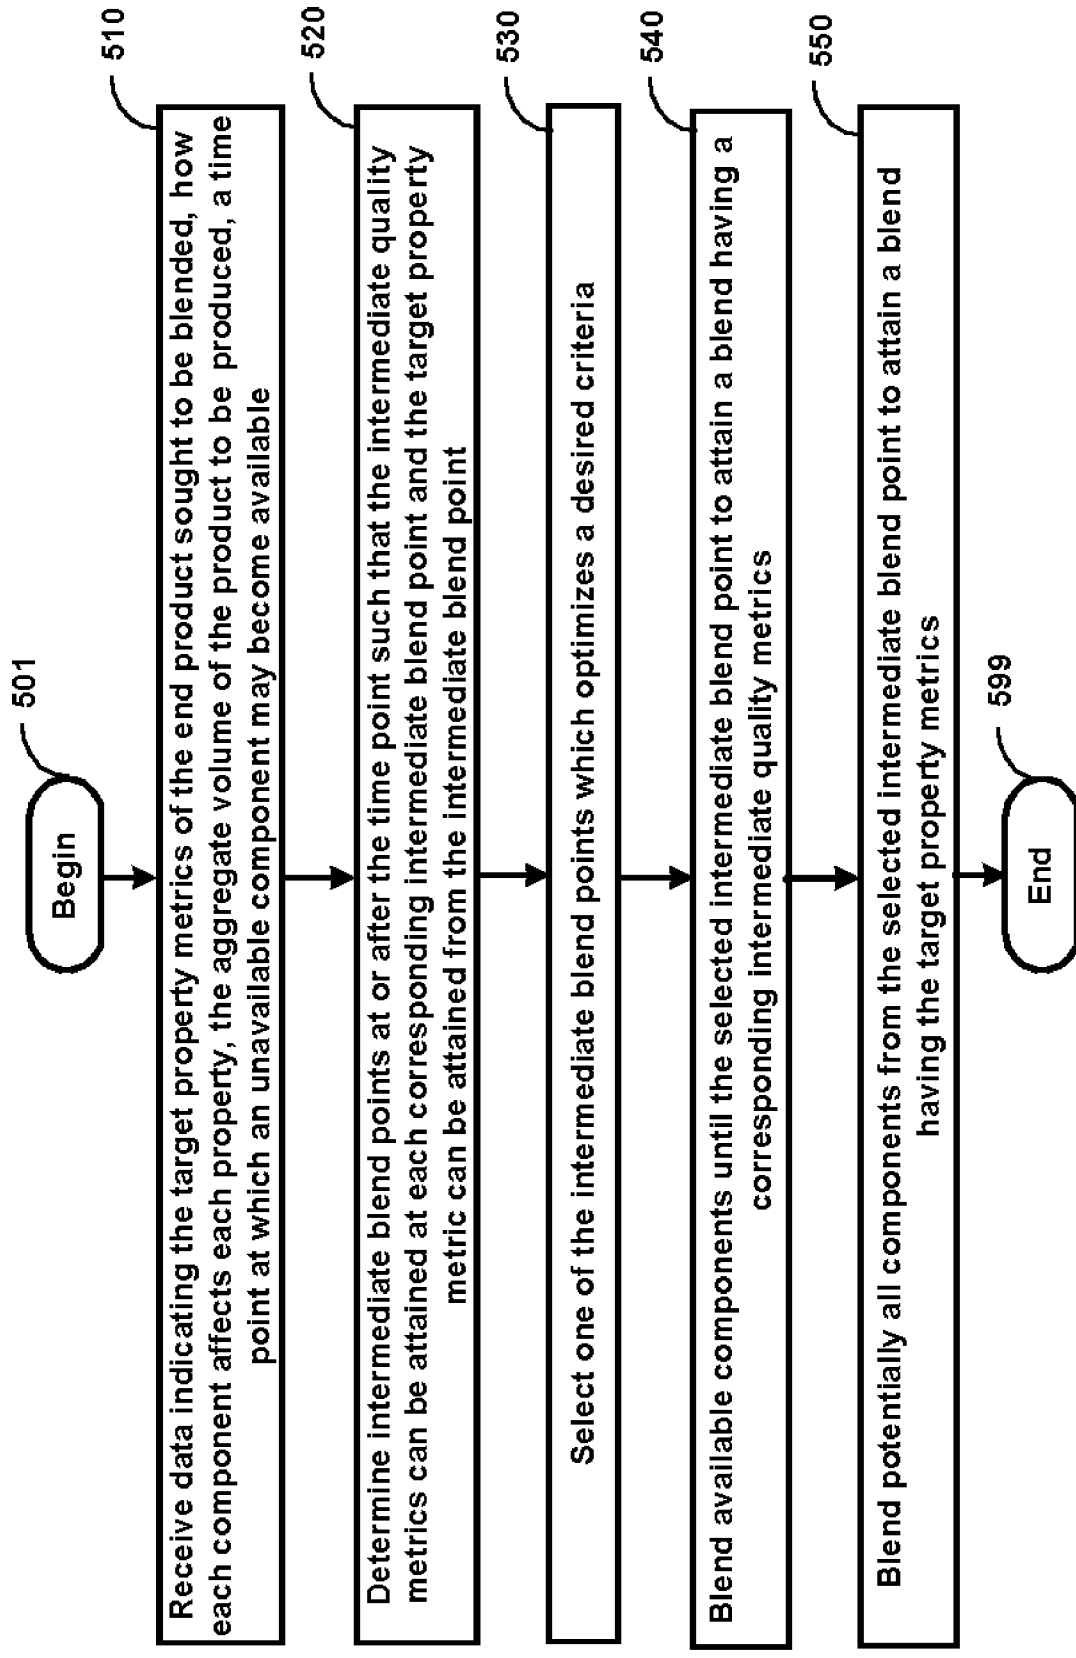 501
Begin
510
Receive data indicating the target property metrics of the end product sought to be blended, how
each component affects each property, the aggregate volume of the product to be produced, a time
point at which an unavailable component may become available
520
Determine intermediate blend points at or after the time point such that the intermediate quality
metrics can be attained at each corresponding intermediate blend point and the target property
metric can be attained from the intermediate blend point
530
Select one of the intermediate blend points which optimizes a desired criteria
540
Blend available components until the selected intermediate blend point to attain a blend having a
corresponding intermediate quality metrics
550
Blend potentially all components from the selected intermediate blend point to attain a blend
having the target property metrics
599
End